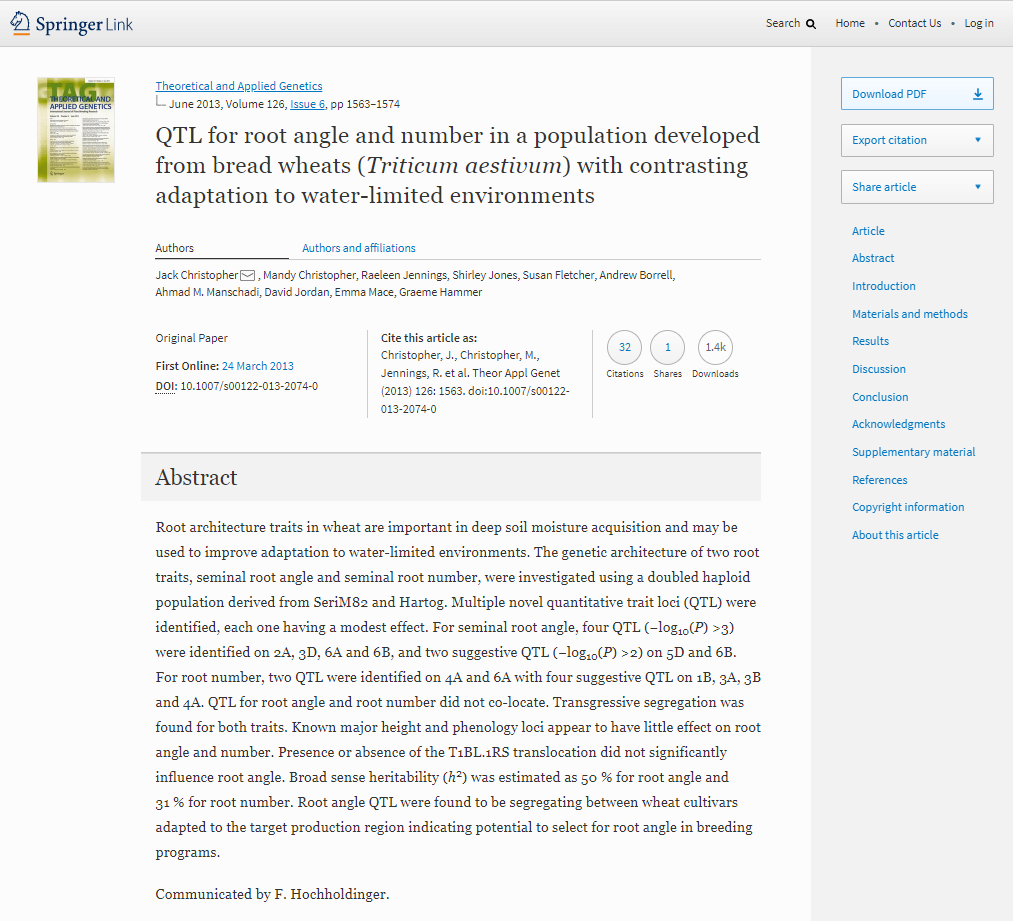 Springer Link
Search
Home • Contact Us • Log in
TAG
THEORETICAL AND
APPLIED GENETICS
Theoretical and Applied Genetics
June 2013, Volume 126, Issue 6, pp 1563–1574
QTL for root angle and number in a population developed
from bread wheats (Triticum aestivum) with contrasting
adaptation to water-limited environments
Authors
Authors and affiliations
Jack Christopher , Mandy Christopher, Raeleen Jennings, Shirley Jones, Susan Fletcher, Andrew Borrell,
Ahmad M. Manschadi, David Jordan, Emma Mace, Graeme Hammer
Original Paper
First Online: 24 March 2013
DOI: 10.1007/s00122-013-2074-0
Cite this article as:
Christopher, J., Christopher, M.,
Jennings, R. et al. Theor Appl Genet
(2013) 126: 1563. doi:10.1007/s00122-
013-2074-0
32
Citations
1
Shares
1.4k
Downloads
Abstract
Root architecture traits in wheat are important in deep soil moisture acquisition and may be
used to improve adaptation to water-limited environments. The genetic architecture of two root
traits, seminal root angle and seminal root number, were investigated using a doubled haploid
population derived from SeriM82 and Hartog. Multiple novel quantitative trait loci (QTL) were
identified, each one having a modest effect. For seminal root angle, four QTL (−log₁₀(P) >3)
were identified on 2A, 3D, 6A and 6B, and two suggestive QTL (−log₁₀(P) >2) on 5D and 6B.
For root number, two QTL were identified on 4A and 6A with four suggestive QTL on 1B, 3A, 3B
and 4A. QTL for root angle and root number did not co-locate. Transgressive segregation was
found for both traits. Known major height and phenology loci appear to have little effect on root
angle and number. Presence or absence of the T1BL.1RS translocation did not significantly
influence root angle. Broad sense heritability (h²) was estimated as 50 % for root angle and
31 % for root number. Root angle QTL were found to be segregating between wheat cultivars
adapted to the target production region indicating potential to select for root angle in breeding
programs.
Communicated by F. Hochholdinger.
Download PDF
Export citation
Share article
Article
Abstract
Introduction
Materials and methods
Results
Discussion
Conclusion
Acknowledgments
Supplementary material
References
Copyright information
About this article